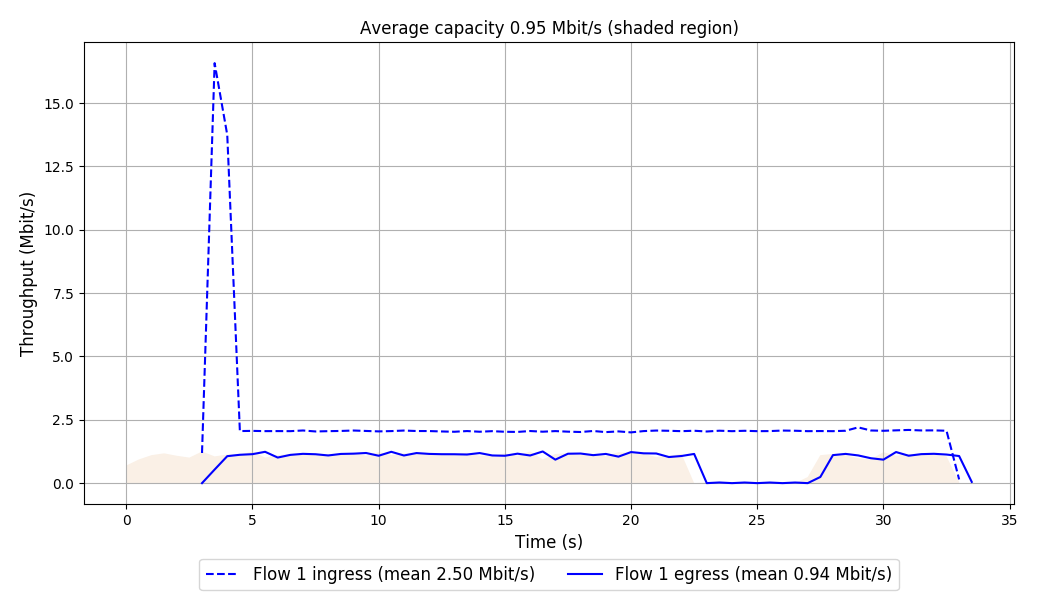 Average capacity 0.95 Mbit/s (shaded region)
Throughput (Mbit/s)
15.0
12.5
10.0
7.5
5.0
2.5
0.0
0 5 10 15 20 25 30 35
Time (s)
Flow 1 ingress (mean 2.50 Mbit/s) Flow 1 egress (mean 0.94 Mbit/s)